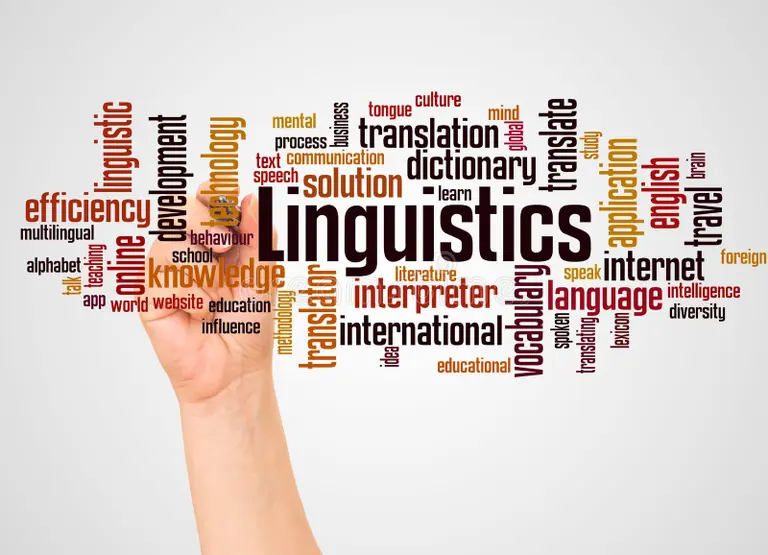 linguistic
development
technology
mental
process
business
tongue
culture
mind
global
translation
translate
study
text
speech
communication
dictionary
solution
learn
application
english
brain
travel
efficiency
multilingual
alphabet
talk
teaching
app
online
behaviour
school
knowledge
world
website
education
influence
Linguistics
methodology
translator
literature
interpreter
international
idea
educational
vocabulary
speak
internet
foreign
language
intelligence
diversity
spoken
translating
lexicon